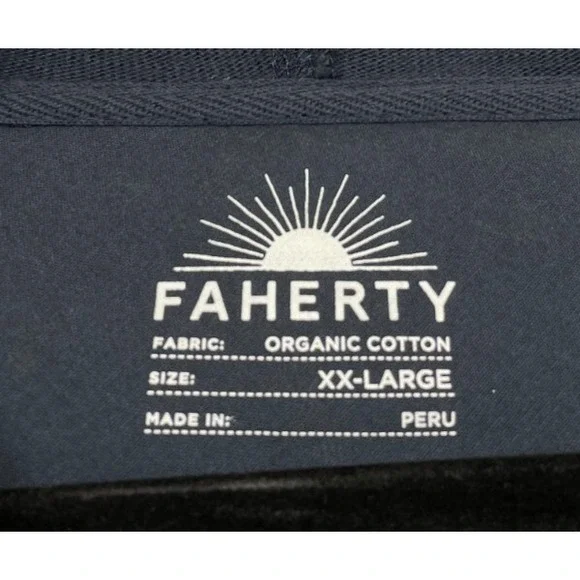 FAHERTY
FABRIC: ORGANIC COTTON
SIZE: XX-LARGE
MADE IN: PERU